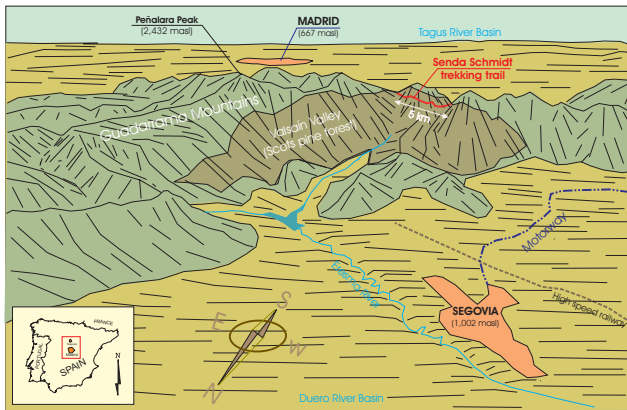 Peñalara Peak
(2,432 masl)
MADRID
(667 masl)
Tagus River Basin
Senda Schmidt
trekking trail
5 km
Guadarrama Mountains
Valsaín Valley
(Scots pine forest)
Motorway
Eresma River
High speed railway
SEGOVIA
(1,002 masl)
S
E
W
N
Duero River Basin
FRANCE
PORTUGAL
SPAIN
N